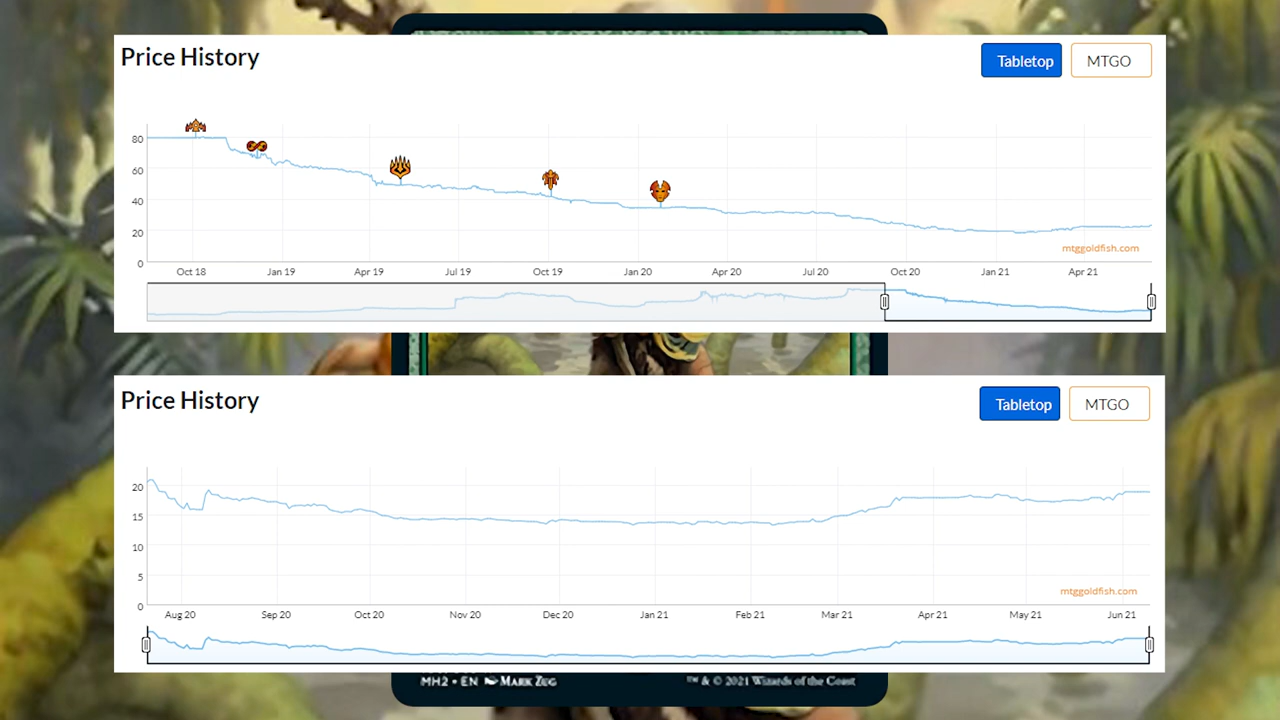 Price History
Tabletop MTGO
80
60
40
20
0
mtggoldfish.com
Oct 18 Jan 19 Apr 19 Jul 19 Oct 19 Jan 20 Apr 20 Jul 20 Oct 20 Jan 21 Apr 21
Price History
Tabletop MTGO
20
15
10
5
0
mtggoldfish.com
Aug 20 Sep 20 Oct 20 Nov 20 Dec 20 Jan 21 Feb 21 Mar 21 Apr 21 May 21 Jun 21
MH2 • EN Mark Zug ™ & © 2021 Wizards of the Coast